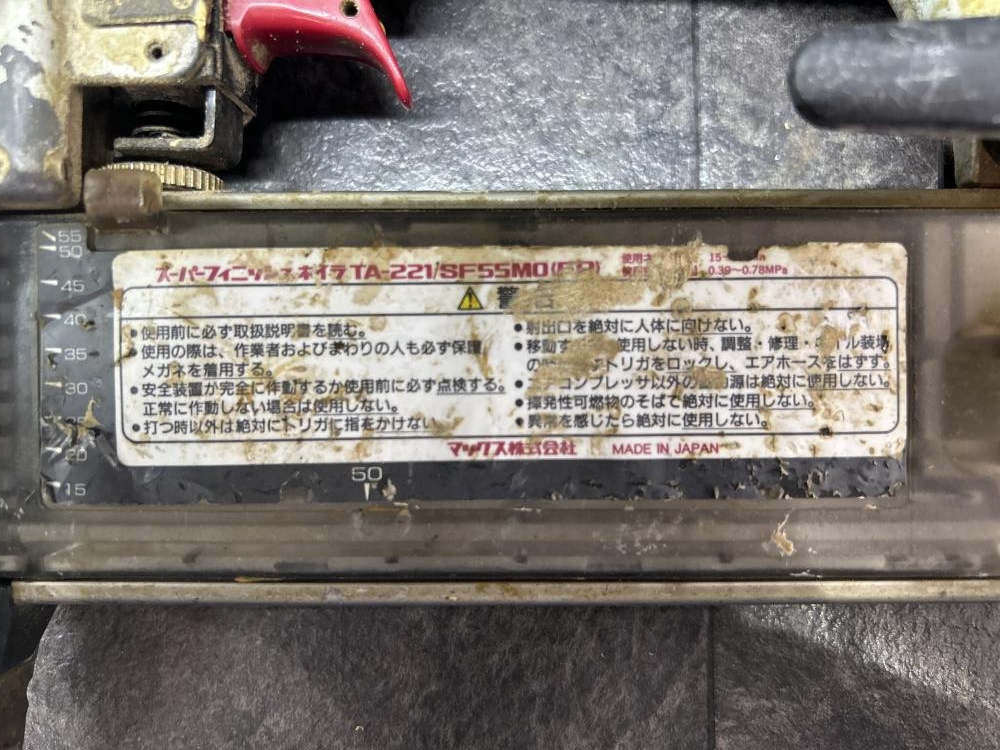 スーパーフィニッシュネイラ TA-221/SF55MO
15
0.39〜0.78MPa
警告
●使用前に必ず取扱説明書を読む。
●使用の際は、作業者およびまわりの人も必ず保護
メガネを着用する。
●安全装置が完全に作動するか使用前に必ず点検する。
正常に作動しない場合は使用しない。
●打つ時以外は絶対にトリガに指をかけない
●射出口を絶対に人体に向けない。
●移動す 使用しない時、調整・修理・ イル装填
の トリガをロックし、エアホースをはずす。
●エアコンプレッサ以外の 源は絶対に使用しない。
●揮発性可燃物のそばで絶対に使用しない。
●異常を感じたら絶対に使用しない。
マックス株式会社 MADE IN JAPAN
55
50
45
40
35
30
20
15
50